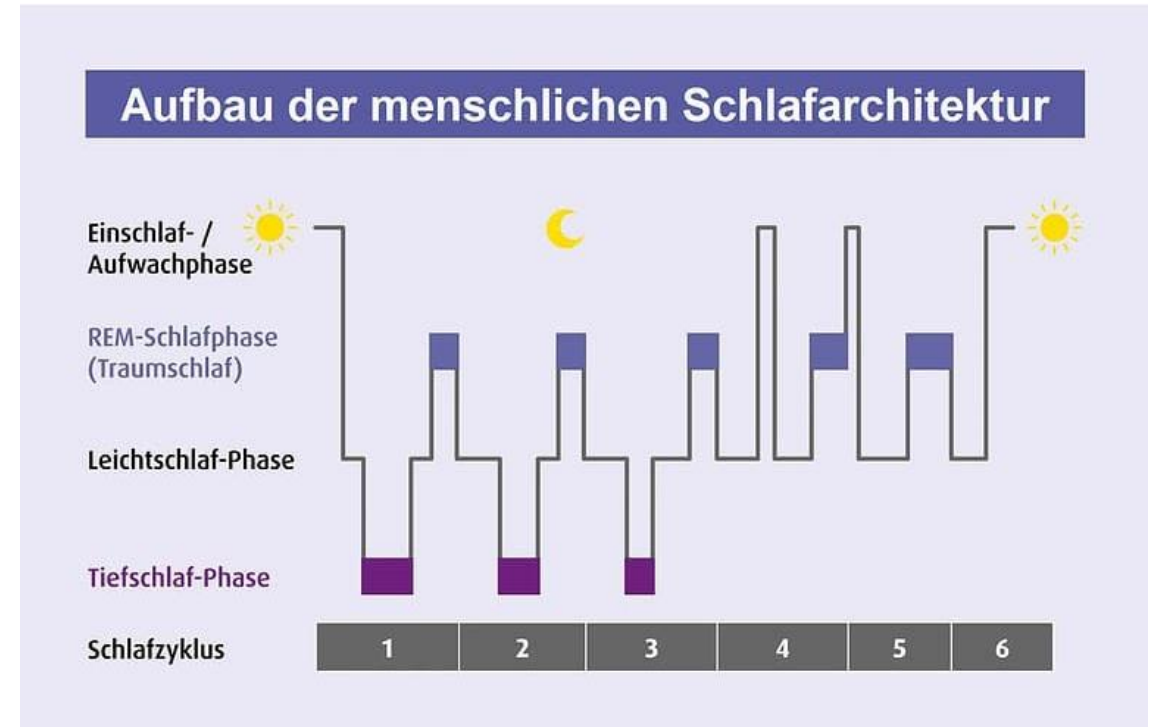 Aufbau der menschlichen Schlafarchitektur
Einschlaf- /
Aufwachphase
REM-Schlafphase
(Traumschlaf)
Leichtschlaf-Phase
Tiefschlaf-Phase
Schlafzyklus 1 2 3 4 5 6